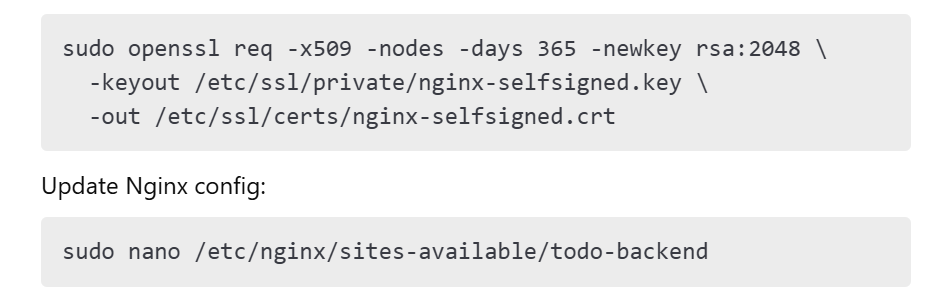 sudo openssl req -x509 -nodes -days 365 -newkey rsa:2048 \
  -keyout /etc/ssl/private/nginx-selfsigned.key \
  -out /etc/ssl/certs/nginx-selfsigned.crt
Update Nginx config:
sudo nano /etc/nginx/sites-available/todo-backend